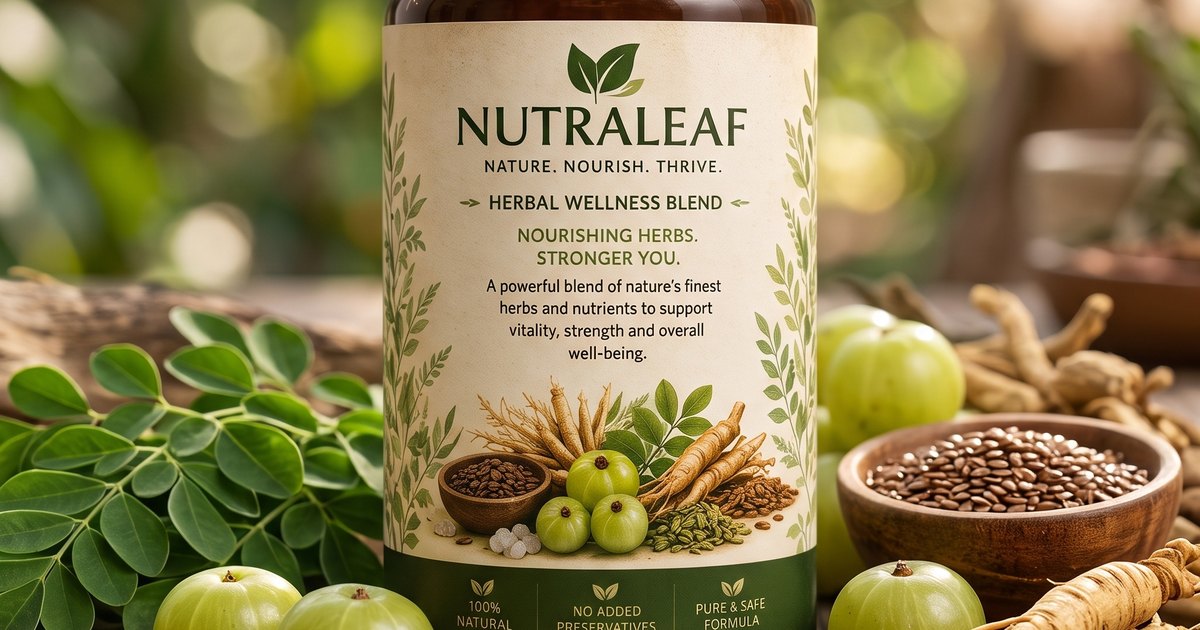 NUTRALEAF
NATURE. NOURISH. THRIVE.
HERBAL WELLNESS BLEND
NOURISHING HERBS.
STRONGER YOU.
A powerful blend of nature's finest
herbs and nutrients to support
vitality, strength and overall
well-being.
100%
NATURAL
NO ADDED
PRESERVATIVES
PURE & SAFE
FORMULA